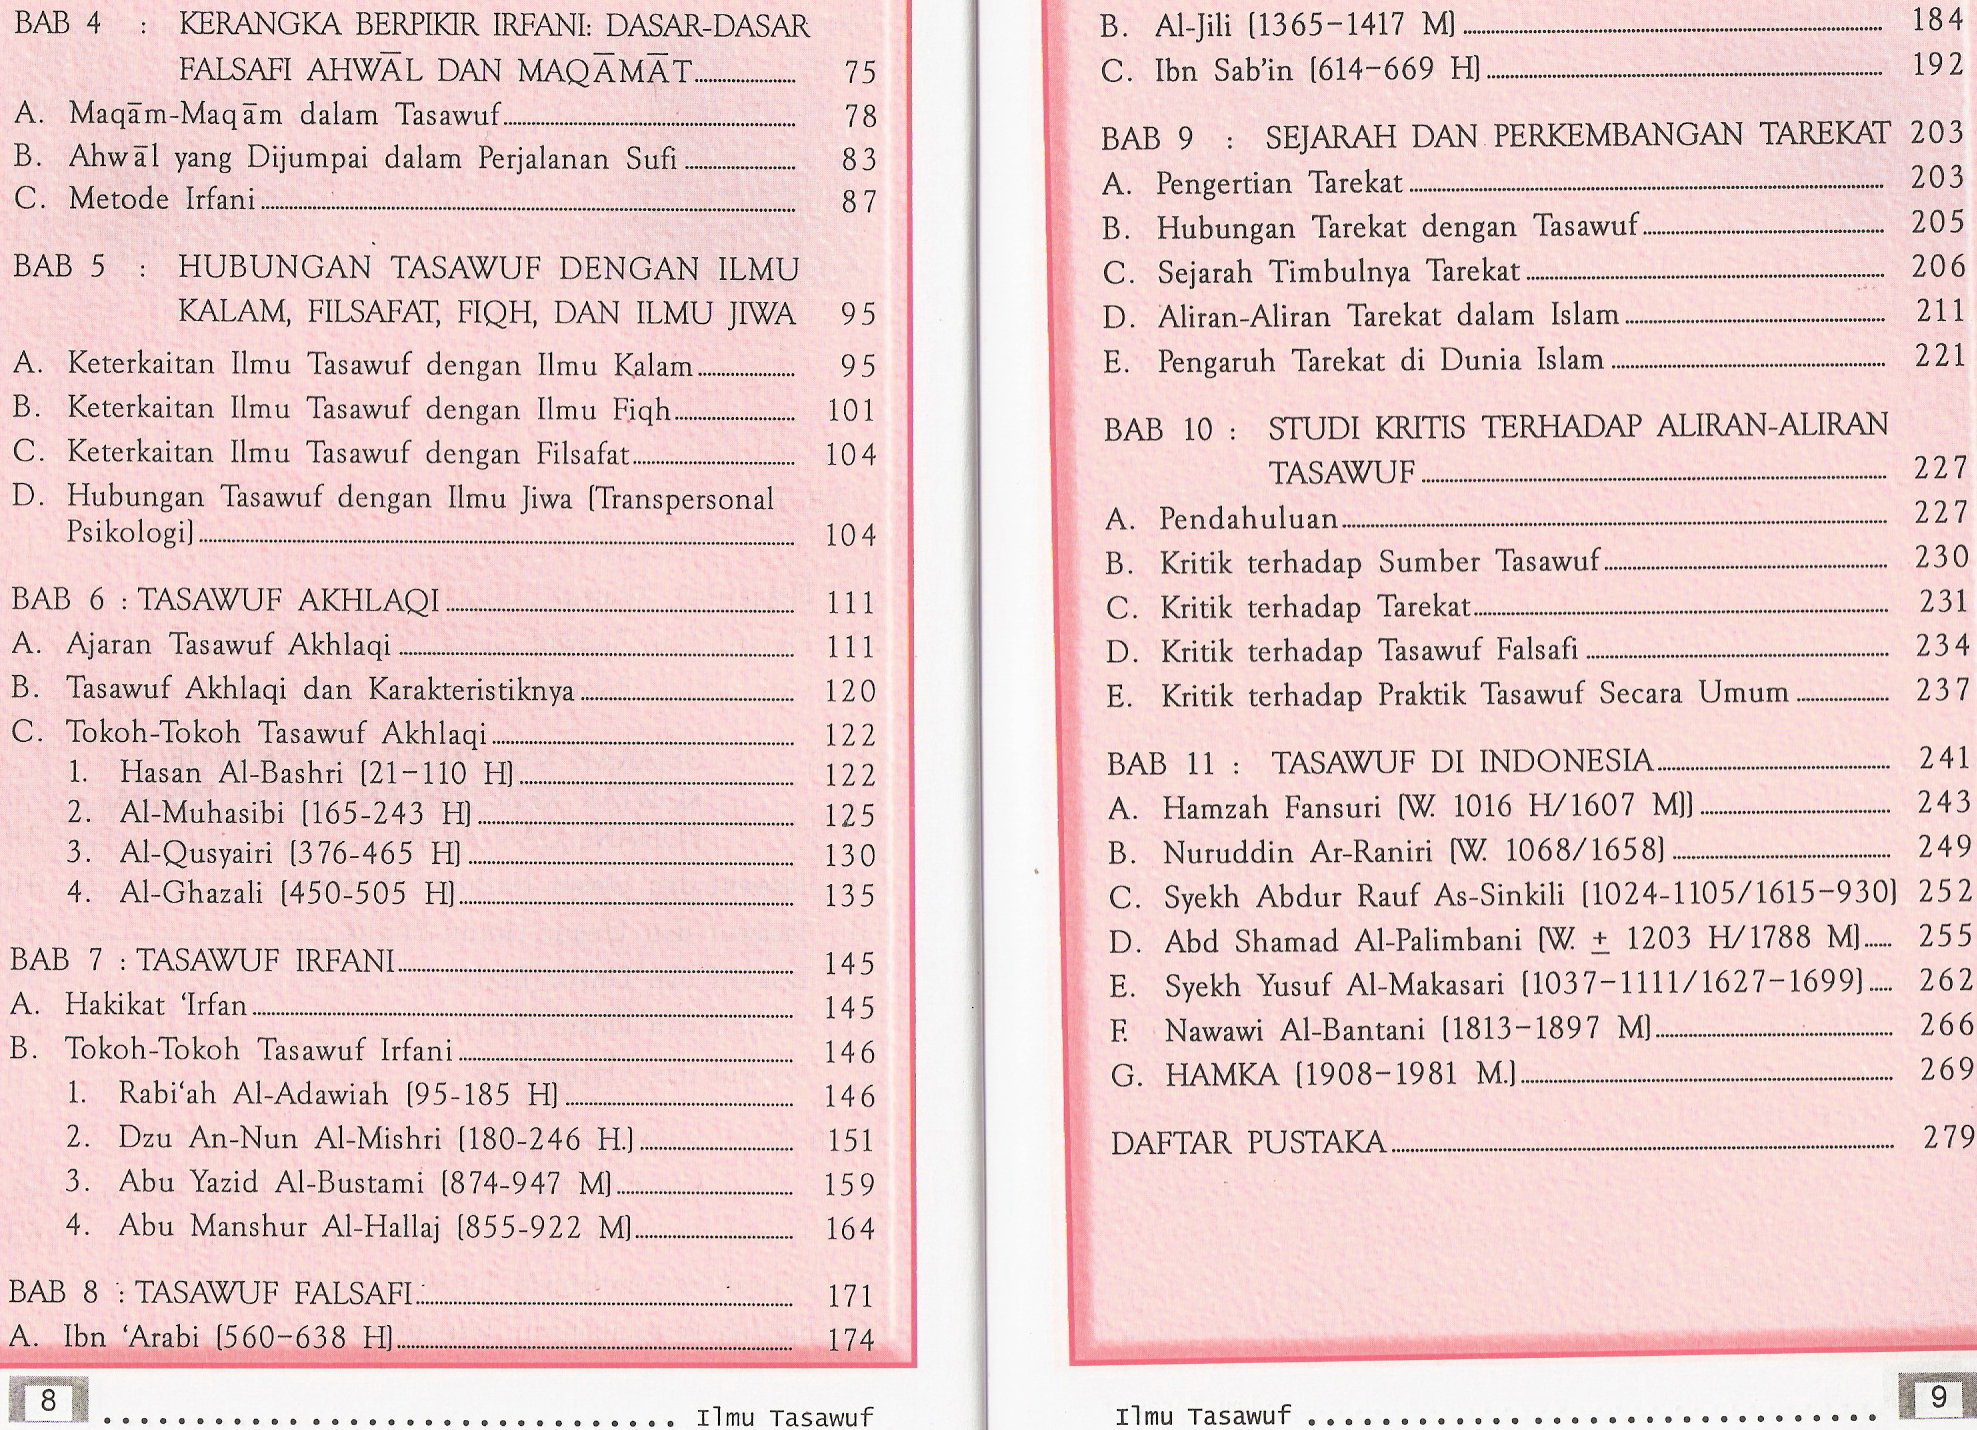 BAB 4 : KERANGKA BERPIKIR IRFANI: DASAR-DASAR
FALSAFI AHWĀL DAN MAQĀMĀT 75
A. Maqām-Maqām dalam Tasawuf 78
B. Ahwāl yang Dijumpai dalam Perjalanan Sufi 83
C. Metode Irfani 87
BAB 5 : HUBUNGAN TASAWUF DENGAN ILMU
KALAM, FILSAFAT, FIQH, DAN ILMU JIWA 95
A. Keterkaitan Ilmu Tasawuf dengan Ilmu Kalam 95
B. Keterkaitan Ilmu Tasawuf dengan Ilmu Fiqh 101
C. Keterkaitan Ilmu Tasawuf dengan Filsafat 104
D. Hubungan Tasawuf dengan Ilmu Jiwa (Transpersonal
Psikologi) 104
BAB 6 : TASAWUF AKHLAQI 111
A. Ajaran Tasawuf Akhlaqi 111
B. Tasawuf Akhlaqi dan Karakteristiknya 120
C. Tokoh-Tokoh Tasawuf Akhlaqi 122
1. Hasan Al-Bashri (21–110 H) 122
2. Al-Muhasibi (165-243 H) 125
3. Al-Qusyairi (376-465 H) 130
4. Al-Ghazali (450-505 H) 135
BAB 7 : TASAWUF IRFANI 145
A. Hakikat ‘Irfan 145
B. Tokoh-Tokoh Tasawuf Irfani 146
1. Rabi‘ah Al-Adawiah (95-185 H) 146
2. Dzu An-Nun Al-Mishri (180-246 H.) 151
3. Abu Yazid Al-Bustami (874-947 M) 159
4. Abu Manshur Al-Hallaj (855-922 M) 164
BAB 8 : TASAWUF FALSAFI 171
A. Ibn ‘Arabi (560–638 H) 174
8 Ilmu Tasawuf
B. Al-Jili (1365–1417 M) 184
C. Ibn Sab’in (614–669 H) 192
BAB 9 : SEJARAH DAN PERKEMBANGAN TAREKAT 203
A. Pengertian Tarekat 203
B. Hubungan Tarekat dengan Tasawuf 205
C. Sejarah Timbulnya Tarekat 206
D. Aliran-Aliran Tarekat dalam Islam 211
E. Pengaruh Tarekat di Dunia Islam 221
BAB 10 : STUDI KRITIS TERHADAP ALIRAN-ALIRAN
TASAWUF 227
A. Pendahuluan 227
B. Kritik terhadap Sumber Tasawuf 230
C. Kritik terhadap Tarekat 231
D. Kritik terhadap Tasawuf Falsafi 234
E. Kritik terhadap Praktik Tasawuf Secara Umum 237
BAB 11 : TASAWUF DI INDONESIA 241
A. Hamzah Fansuri (W. 1016 H/1607 M)) 243
B. Nuruddin Ar-Raniri (W. 1068/1658) 249
C. Syekh Abdur Rauf As-Sinkili (1024-1105/1615–930) 252
D. Abd Shamad Al-Palimbani (W. ± 1203 H/1788 M) 255
E. Syekh Yusuf Al-Makasari (1037–1111/1627–1699) 262
F. Nawawi Al-Bantani (1813–1897 M) 266
G. HAMKA (1908–1981 M.) 269
DAFTAR PUSTAKA 279
Ilmu Tasawuf 9